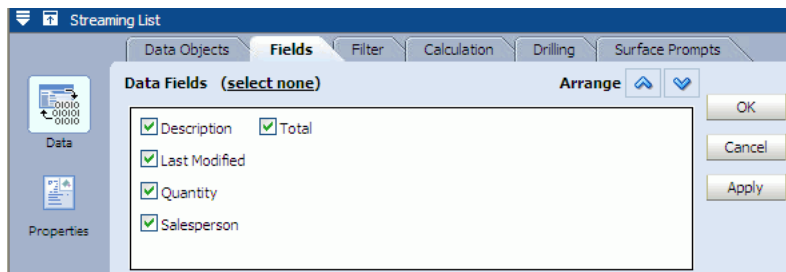 Streaming List
Data Objects Fields Filter Calculation Drilling Surface Prompts
Data Fields (select none) Arrange
OK
Description Total
Data
Cancel
Last Modified
Apply
Quantity
Salesperson
Properties